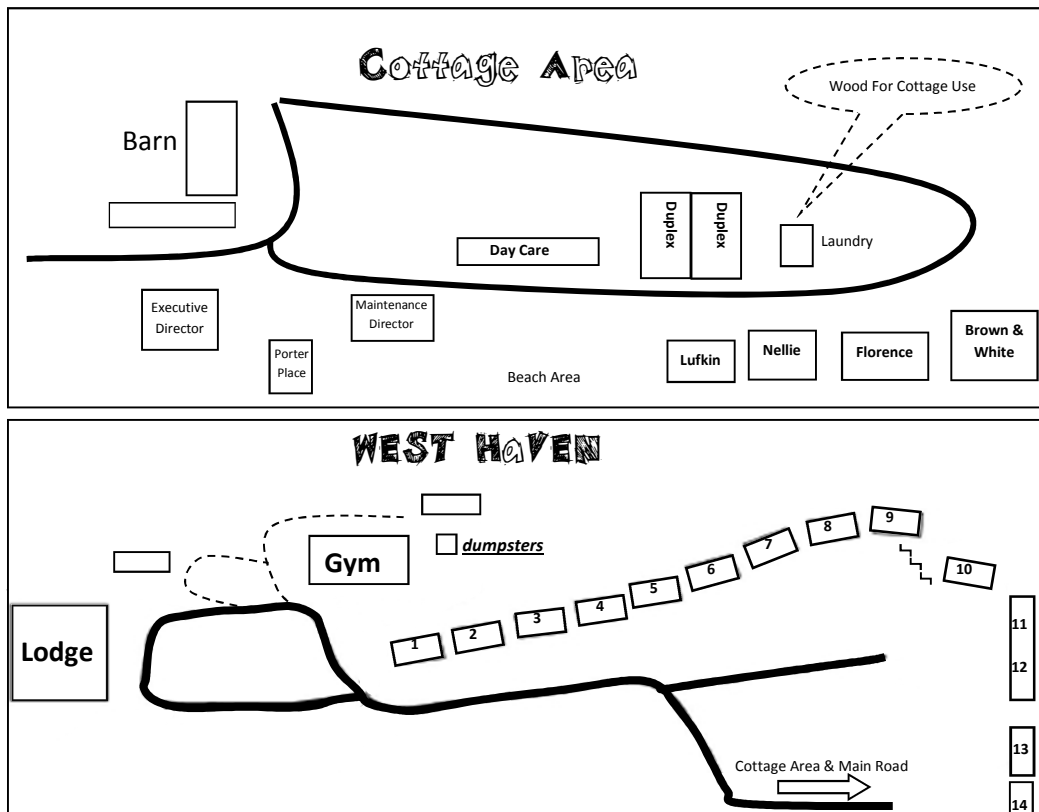 Cottage Area
Wood For Cottage Use
Barn
Duplex
Duplex
Day Care
Laundry
Executive
Director
Maintenance
Director
Porter
Place
Beach Area
Lufkin
Nellie
Florence
Brown &
White
WEST HaVEN
dumpsters
Gym
Lodge
1
2
3
4
5
6
7
8
9
10
11
12
13
14
Cottage Area & Main Road